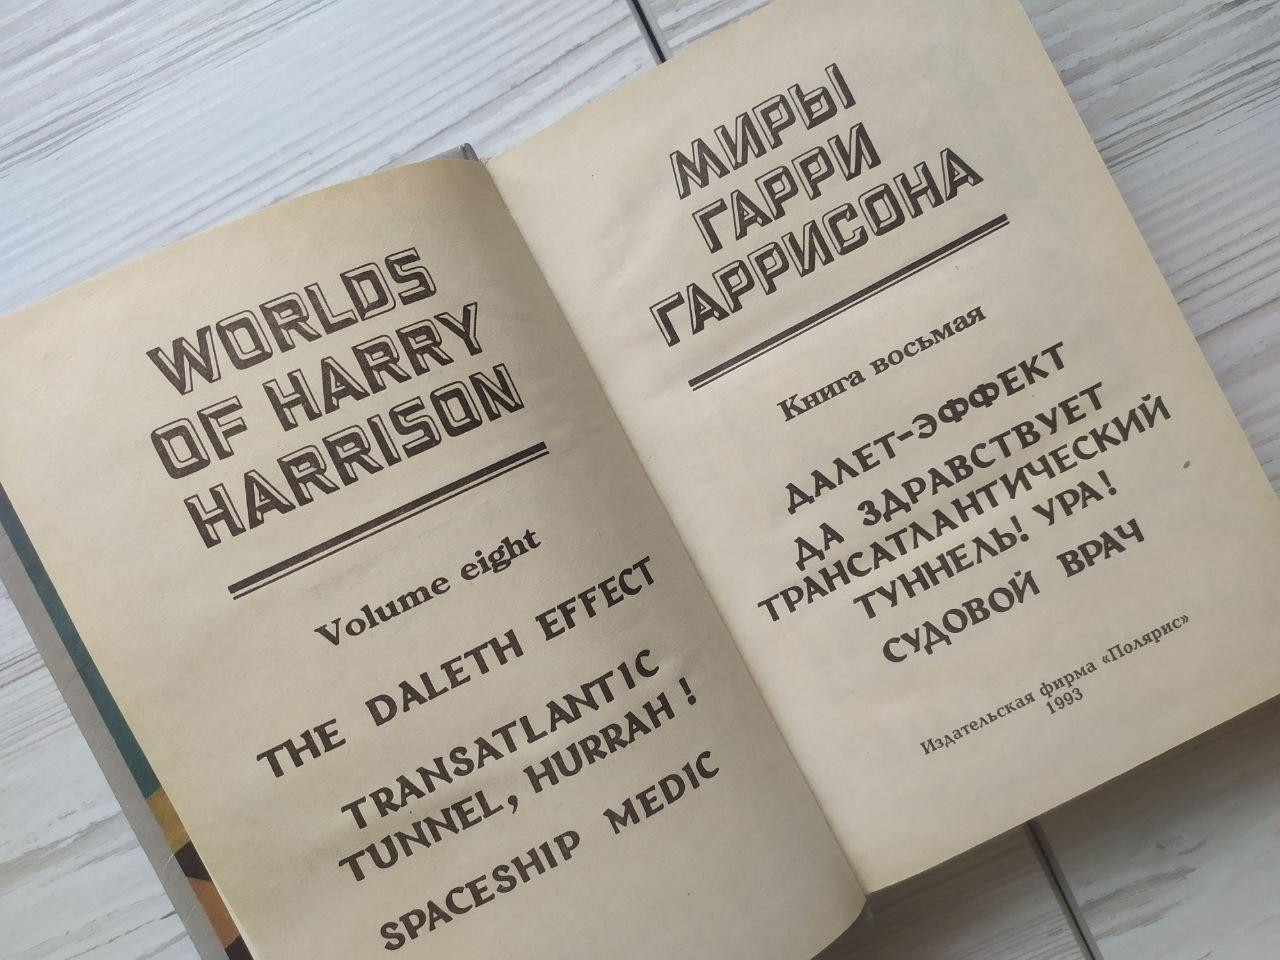 WORLDS
OF HARRY
HARRISON
Volume eight
THE DALETH EFFECT
TRANSATLANTIC
TUNNEL, HURRAH!
SPACESHIP MEDIC
МИРЫ
ГАРРИ
ГАРРИСОНА
Книга восьмая
ДАЛЕТ-ЭФФЕКТ
ДА ЗДРАВСТВУЕТ
ТРАНСАТЛАНТИЧЕСКИЙ
ТУННЕЛЬ! УРА!
СУДОВОЙ ВРАЧ
Издательская фирма «Полярис»
1993